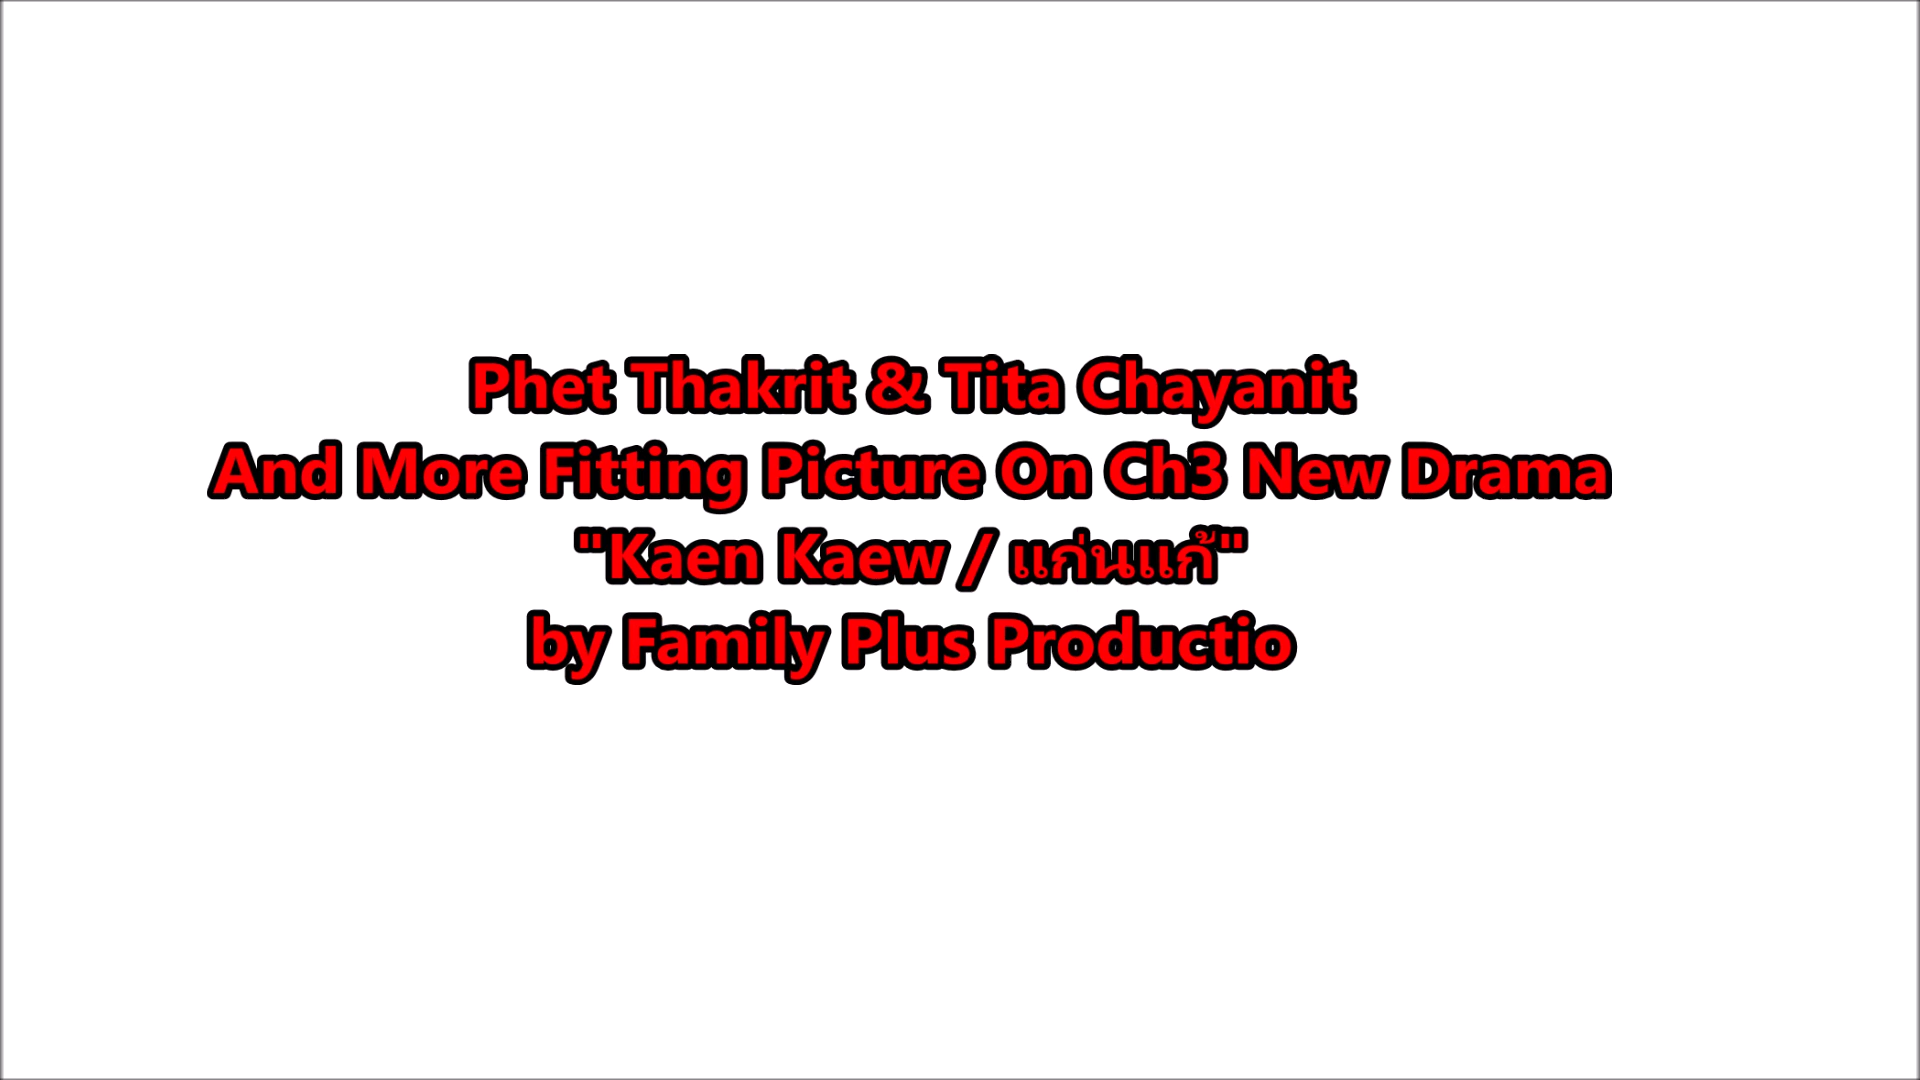 Phet Thakrit & Tita Chayanit
And More Fitting Picture On Ch3 New Drama
"Kaen Kaew / แก่นแก้"
by Family Plus Productio